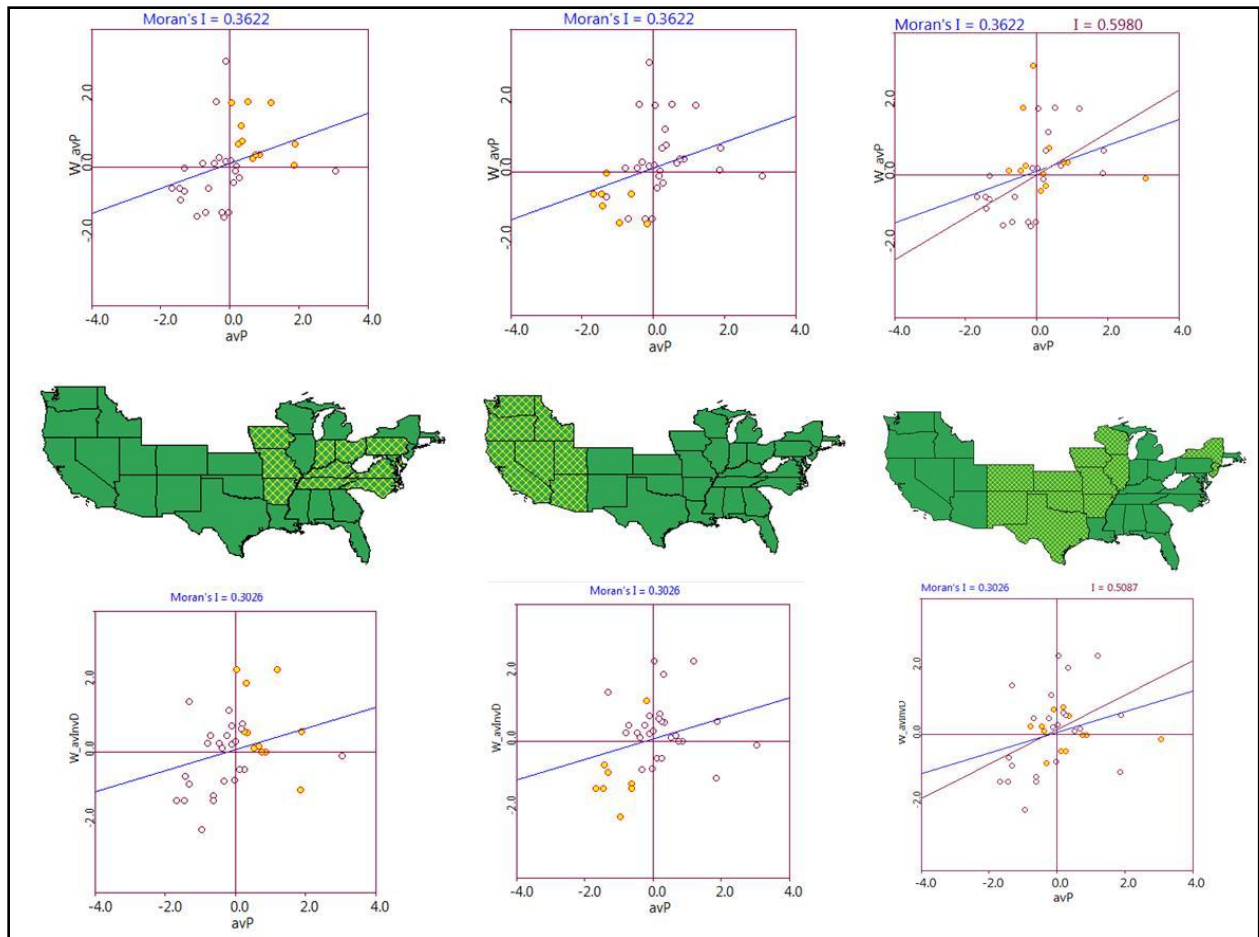 Moran's I = 0.3622
2.0
0.0
W_avP
-2.0
-4.0 -2.0 0.0 2.0 4.0
avP
Moran's I = 0.3622
2.0
0.0
W_avP
-2.0
-4.0 -2.0 0.0 2.0 4.0
avP
Moran's I = 0.3622 I = 0.5980
2.0
0.0
W_avP
-2.0
-4.0 -2.0 0.0 2.0 4.0
avP
Moran's I = 0.3026
2.0
0.0
W_avInvD
-2.0
-4.0 -2.0 0.0 2.0 4.0
avP
Moran's I = 0.3026
2.0
0.0
W_avInvD
-2.0
-4.0 -2.0 0.0 2.0 4.0
avP
Moran's I = 0.3026 I = 0.5087
2.0
0.0
W_avInvD
-2.0
-4.0 -2.0 0.0 2.0 4.0
avP